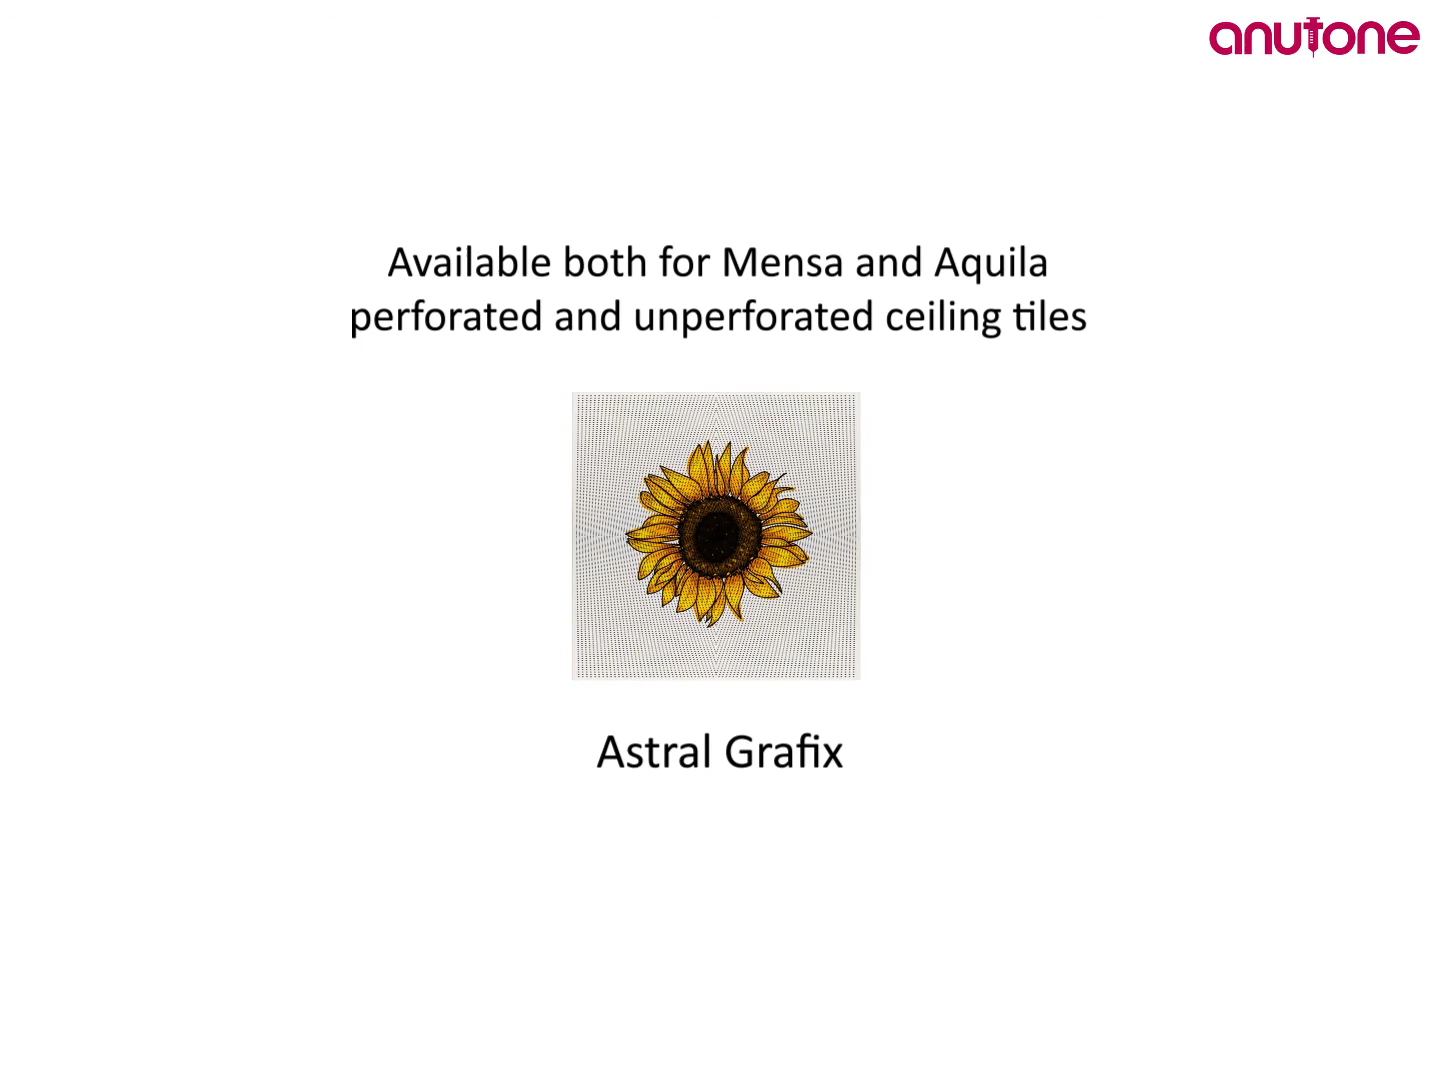 anutone
Available both for Mensa and Aquila
perforated and unperforated ceiling tiles
Astral Grafix